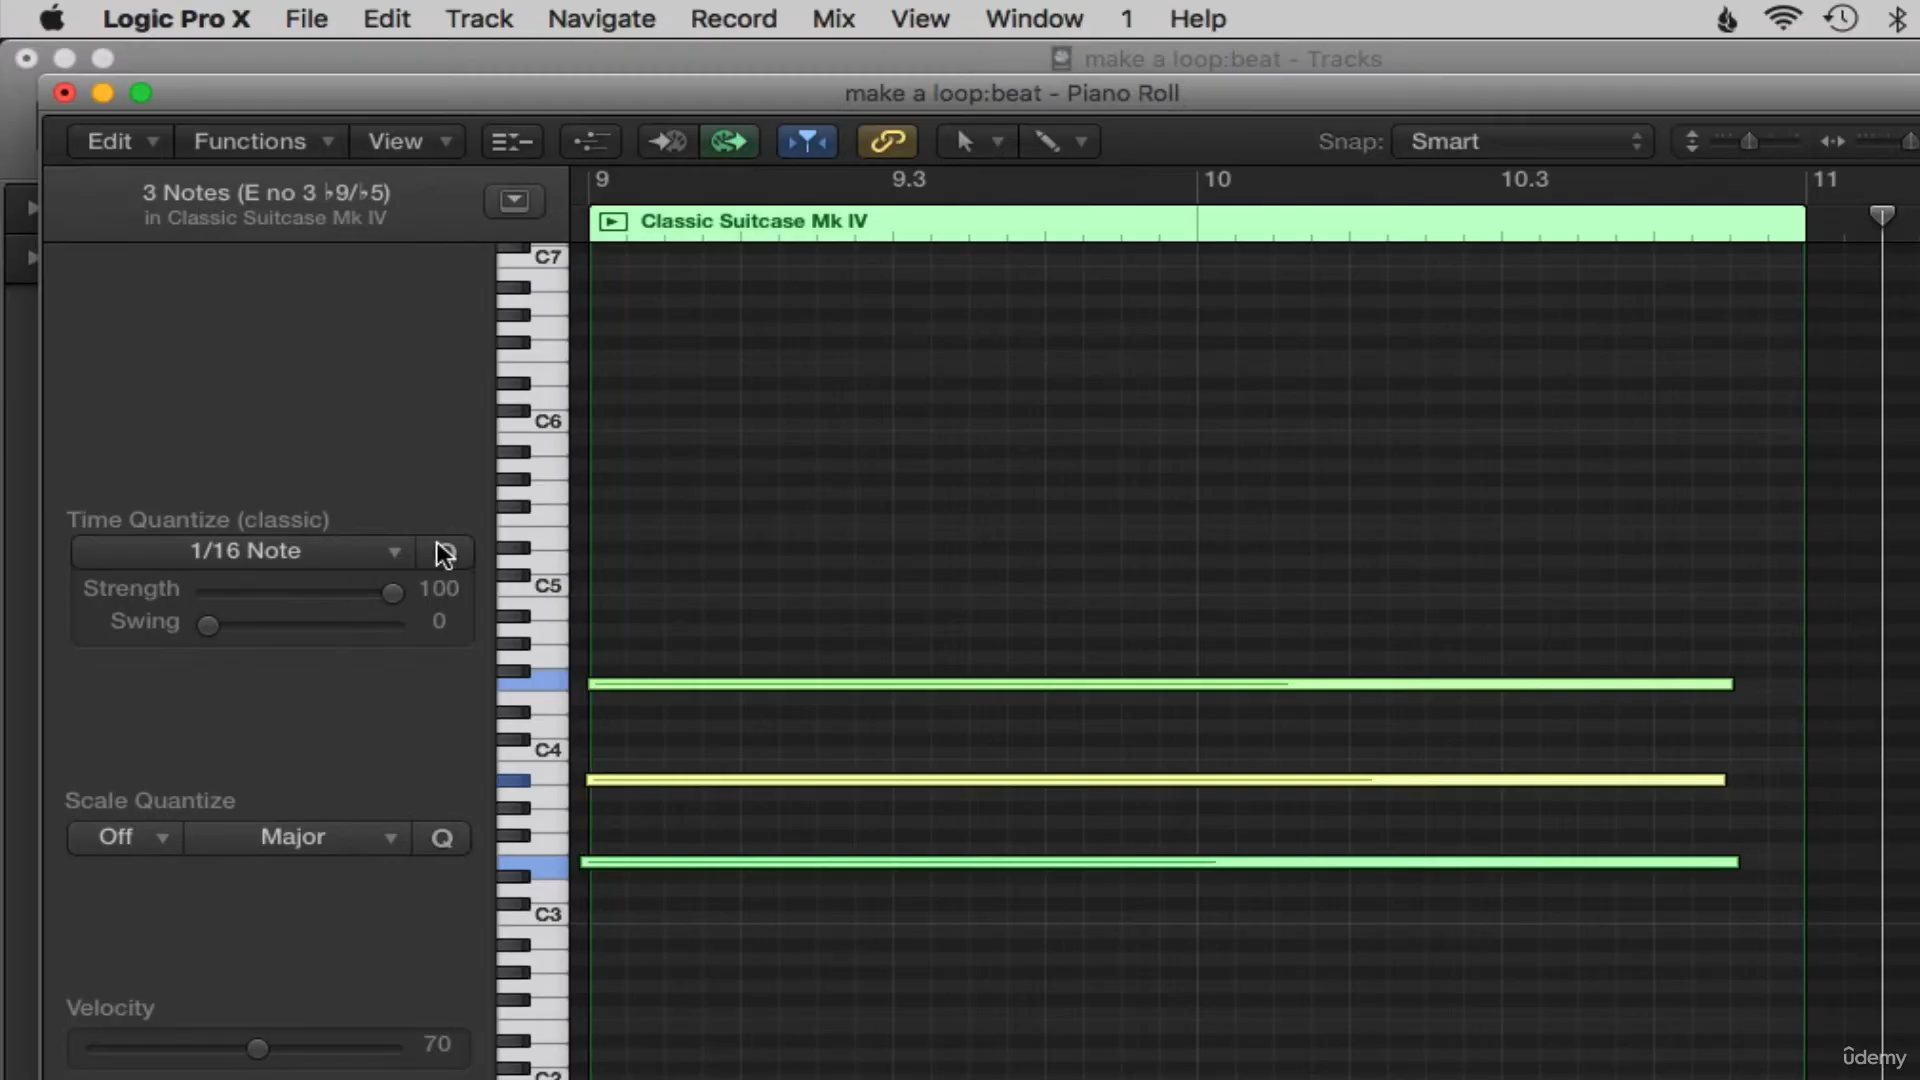 Logic Pro X File Edit Track Navigate Record Mix View Window 1 Help
make a loop:beat - Tracks
make a loop:beat - Piano Roll
Edit Functions View Snap: Smart
3 Notes (E no 3 ♭9/♭5)
in Classic Suitcase Mk IV
9 9.3 10 10.3 11
Classic Suitcase Mk IV
C7
C6
Time Quantize (classic)
1/16 Note
C5
Strength 100
Swing 0
C4
Scale Quantize
Off Major Q
C3
Velocity
70
C2
ûdemy